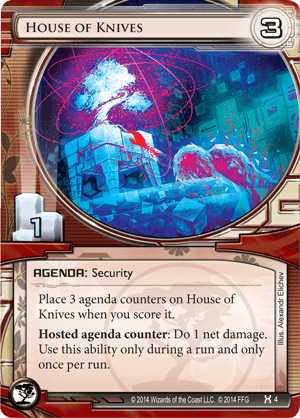 House of Knives
3
1
AGENDA: Security
Place 3 agenda counters on House of
Knives when you score it.
Hosted agenda counter: Do 1 net damage.
Use this ability only during a run and only
once per run.
Illus. Alexandr Elichev
© 2014 Wizards of the Coast LLC. © 2014 FFG
4